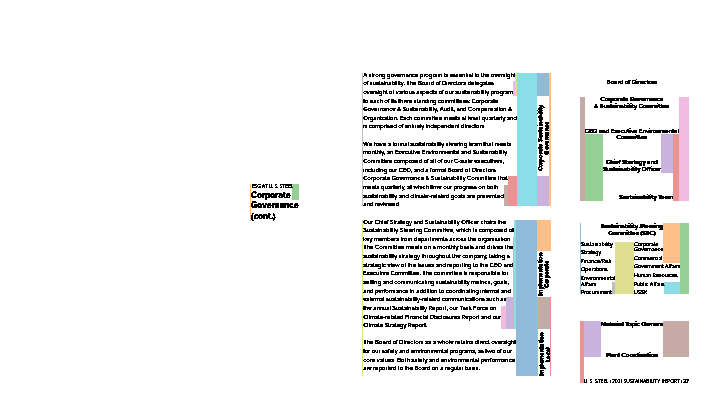 ESG AT U. S. STEEL
Corporate
Governance
(cont.)
A strong governance program is essential to the oversight
of sustainability. The Board of Directors delegates
oversight of various aspects of our sustainability program
to each of its three standing committees: Corporate
Governance & Sustainability, Audit, and Compensation &
Organization. Each committee meets at least quarterly and
is comprised of entirely independent directors.
We have a formal sustainability steering team that meets
monthly, an Executive Environmental and Sustainability
Committee composed of all of our C-suite executives,
including our CEO, and a formal Board of Directors
Corporate Governance & Sustainability Committee that
meets quarterly, at which time our progress on both
sustainability and climate-related goals are presented
and reviewed.
Our Chief Strategy and Sustainability Officer chairs the
Sustainability Steering Committee, which is composed of
key members from departments across the organization.
The Committee meets on a monthly basis and drives the
sustainability strategy throughout the company, taking a
strategic view of the issues and reporting to the CEO and
Executive Committee. The committee is responsible for
setting and communicating sustainability metrics, goals,
and performance in addition to coordinating internal and
external sustainability-related communications such as
the annual Sustainability Report, our Task Force on
Climate-related Financial Disclosures Report and our
Climate Strategy Report.
The Board of Directors as a whole retains direct oversight
for our safety and environmental programs, as two of our
core values. Both safety and environmental performance
are reported to the Board on a regular basis.
Corporate Sustainability
Governance
Implementation
Corporate
Implementation
Local
Board of Directors
Corporate Governance
& Sustainability Committee
CEO and Executive Environmental
Committee
Chief Strategy and
Sustainability Officer
Sustainability Team
Sustainability Steering
Committee (SSC)
Sustainability
Strategy
Finance/Risk
Operations
Environmental
Affairs
Procurement
Corporate
Governance
Commercial
Government Affairs
Human Resources
Public Affairs
USSK
Material Topic Owners
Plant Coordination
U. S. STEEL | 2021 SUSTAINABILITY REPORT | 27